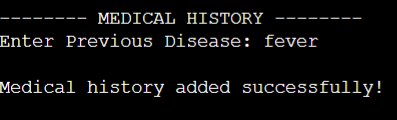 -------- MEDICAL HISTORY --------
Enter Previous Disease: fever
Medical history added successfully!